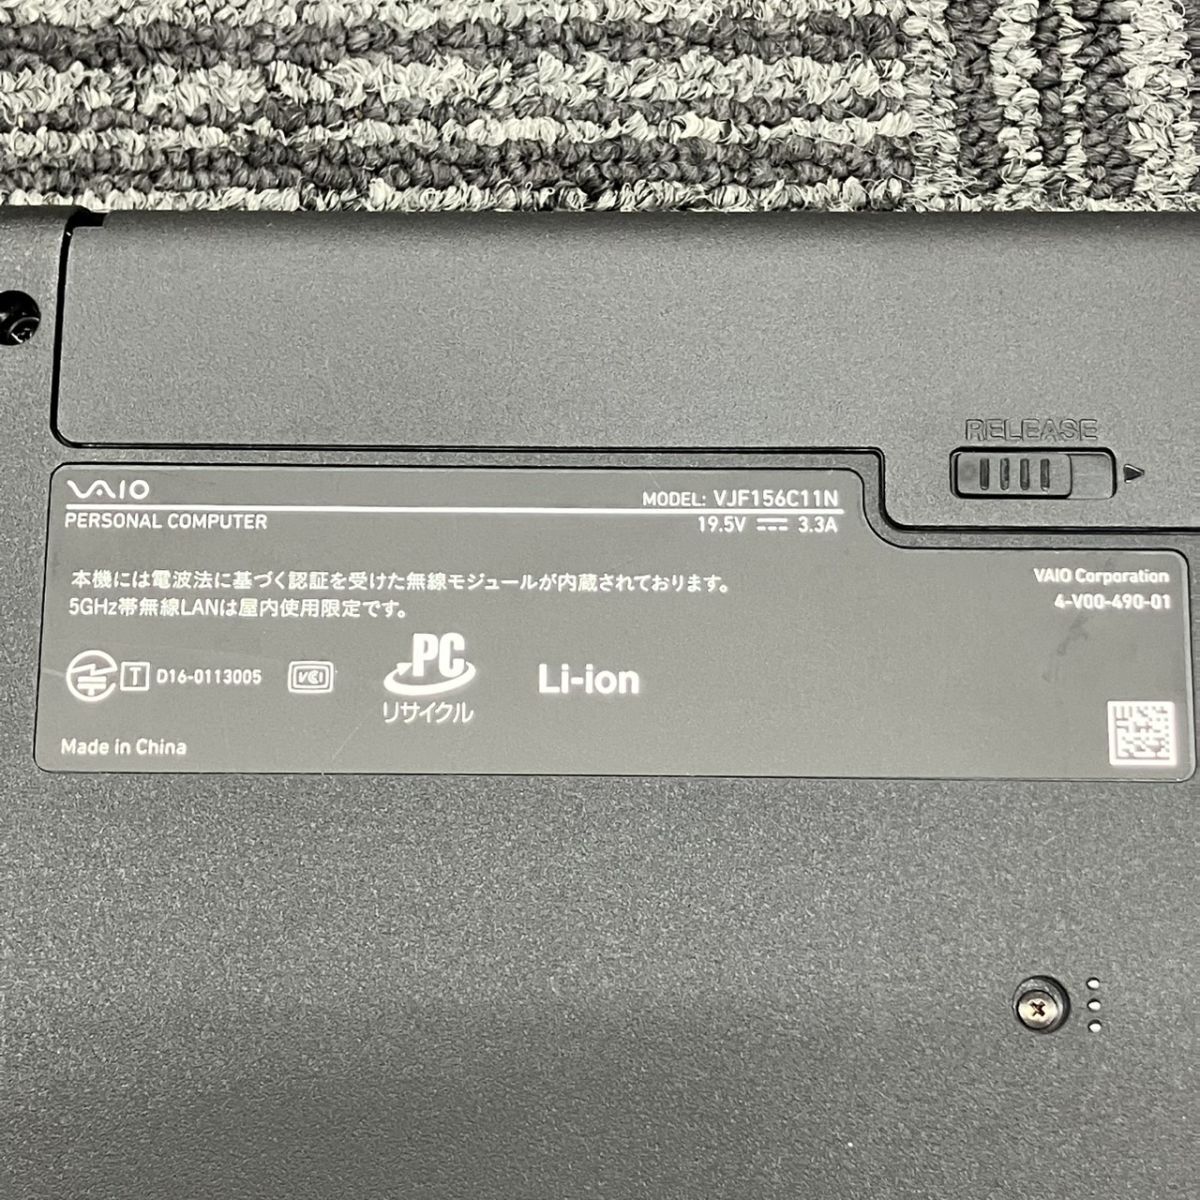 RELEASE
VAIO
MODEL: VJF156C11N
PERSONAL COMPUTER
19.5V 3.3A
VAIO Corporation
4-V00-490-01
本機には電波法に基づく認証を受けた無線モジュールが内蔵されております。
5GHz帯無線LANは屋内使用限定です。
T D16-0113005
VCCI
PC
リサイクル
Li-ion
Made in China